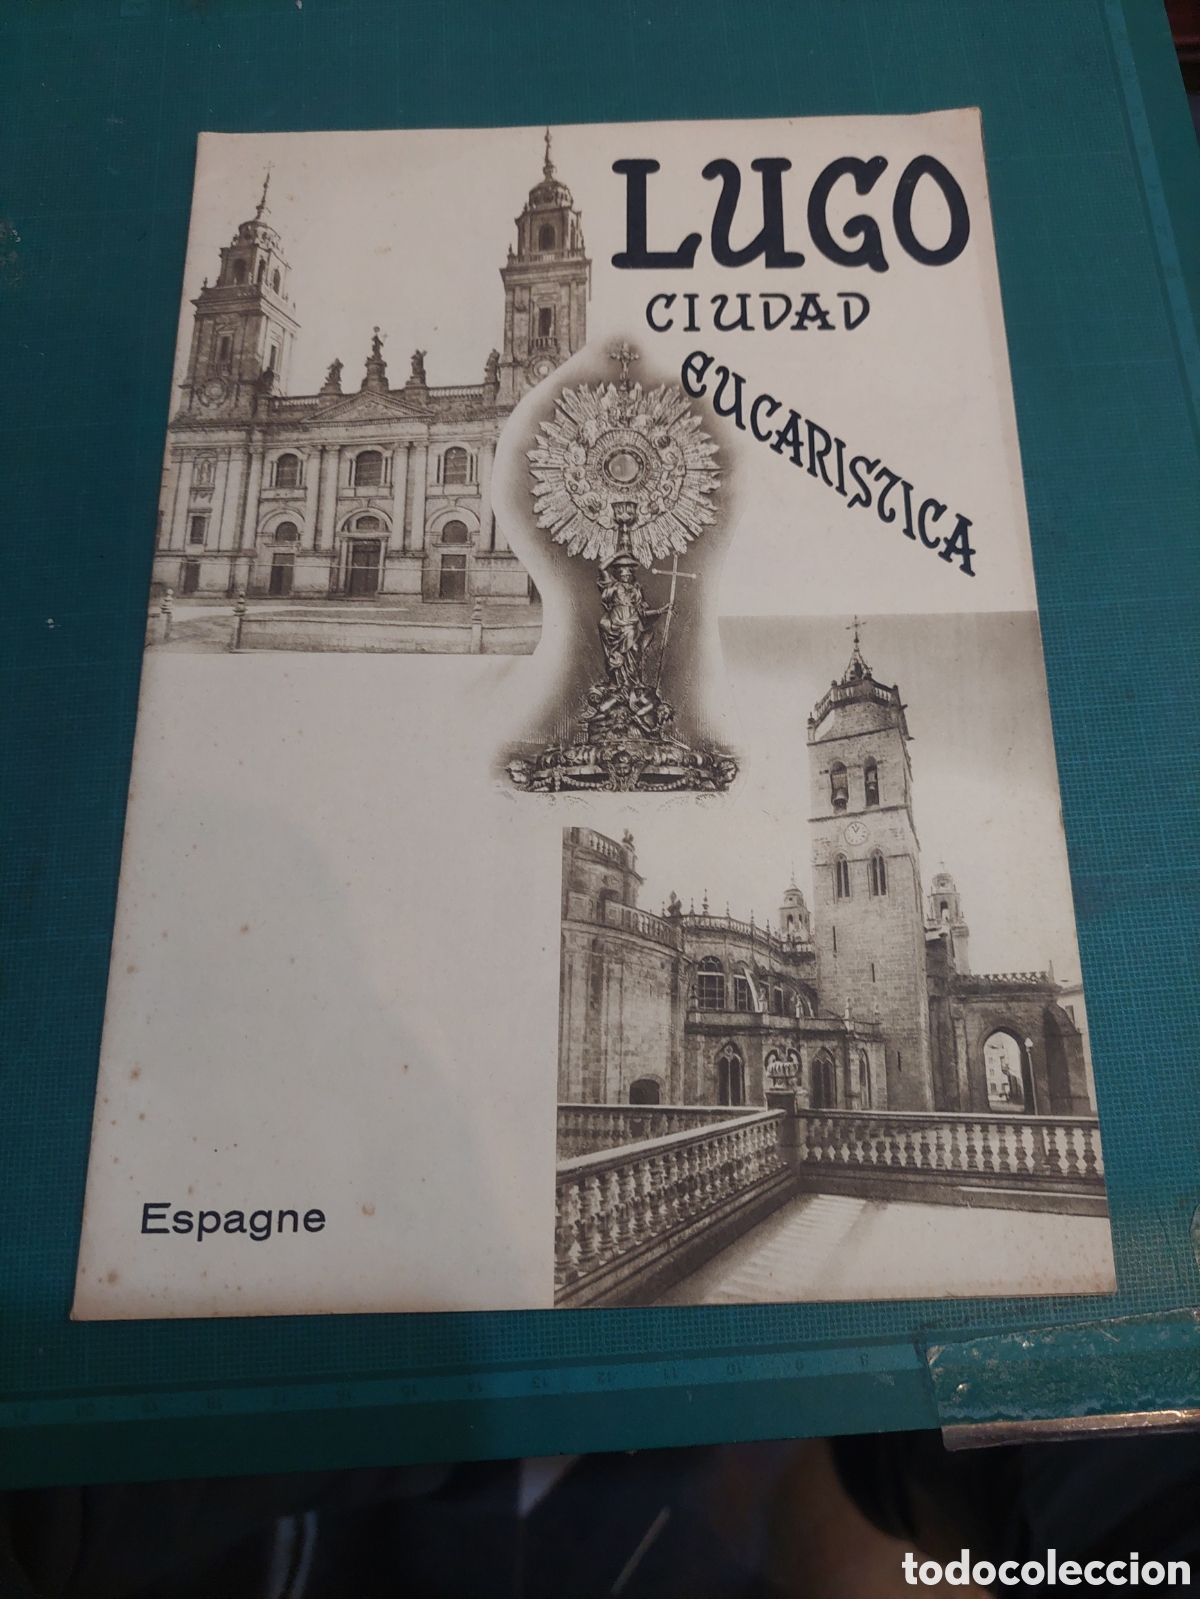 LUGO
CIUDAD
EUCARISTICA
Espagne
todocoleccion